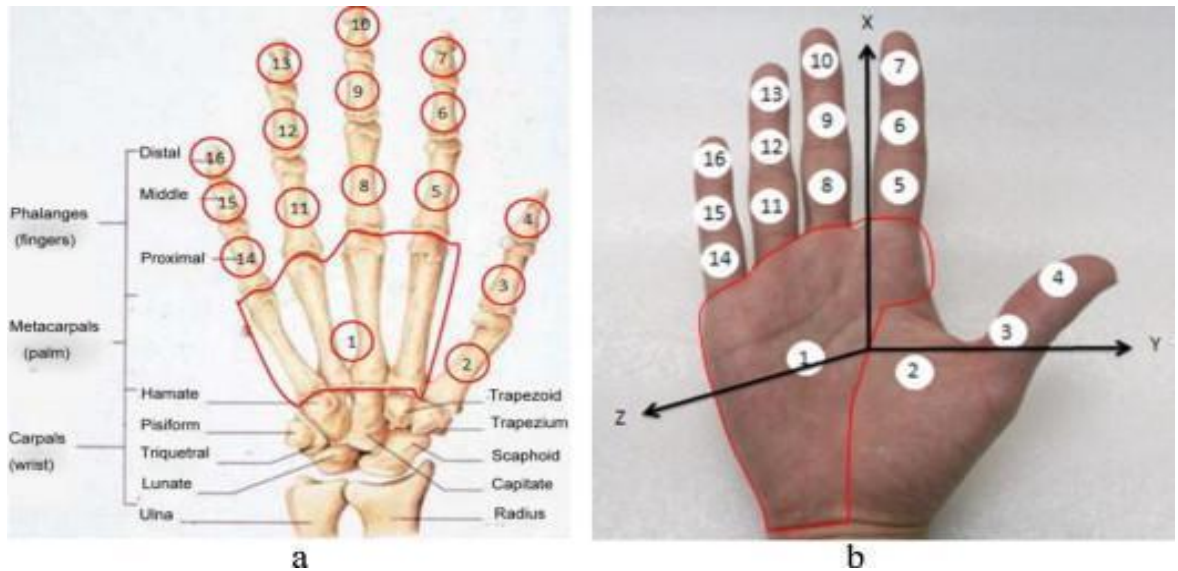 10
13
7
9
6
12
16
Distal
Middle
15
11
8
5
4
Phalanges
(fingers)
Proximal
14
3
Metacarpals
(palm)
1
2
Hamate
Trapezoid
Pisiform
Trapezium
Carpals
(wrist)
Triquetral
Scaphoid
Lunate
Capitate
Ulna
Radius
a
X
10
7
13
9
6
12
16
8
5
11
15
14
4
3
1
Y
2
Z
b